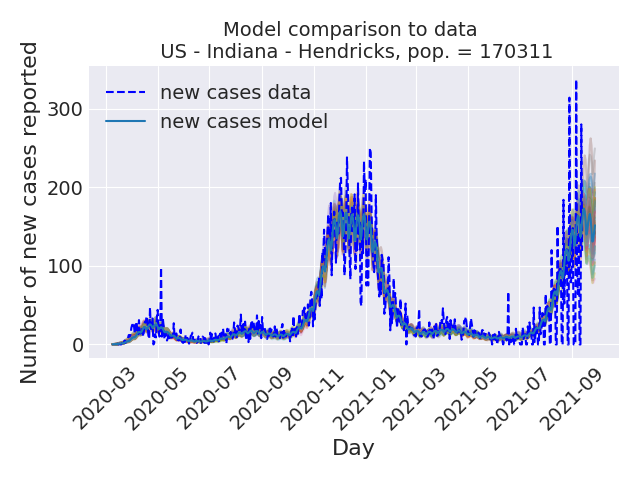 Model comparison to data
US - Indiana - Hendricks, pop. = 170311
Number of new cases reported
300
200
100
0
new cases data
new cases model
2020-03
2020-05
2020-07
2020-09
2020-11
2021-01
2021-03
2021-05
2021-07
2021-09
Day